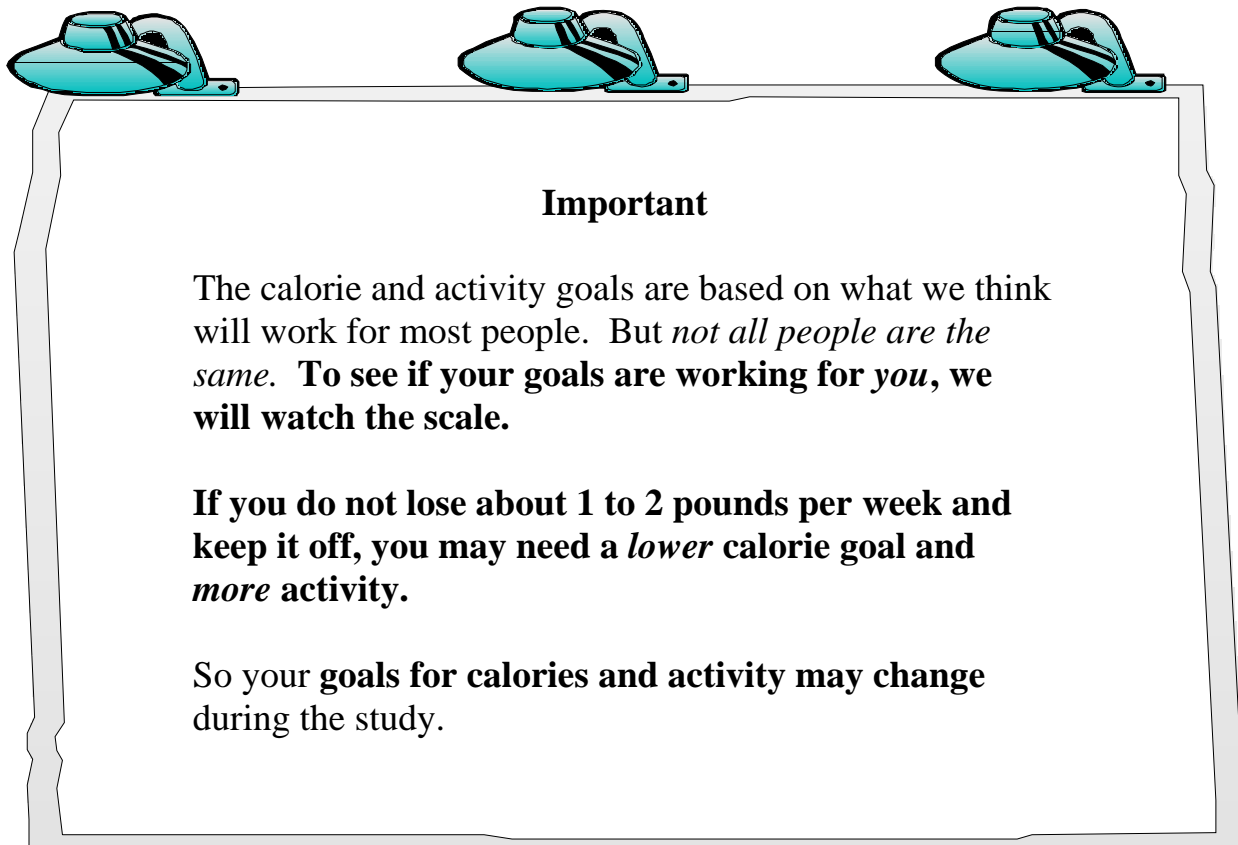 Important
The calorie and activity goals are based on what we think
will work for most people.  But not all people are the
same.  To see if your goals are working for you, we
will watch the scale.
If you do not lose about 1 to 2 pounds per week and
keep it off, you may need a lower calorie goal and
more activity.
So your goals for calories and activity may change
during the study.